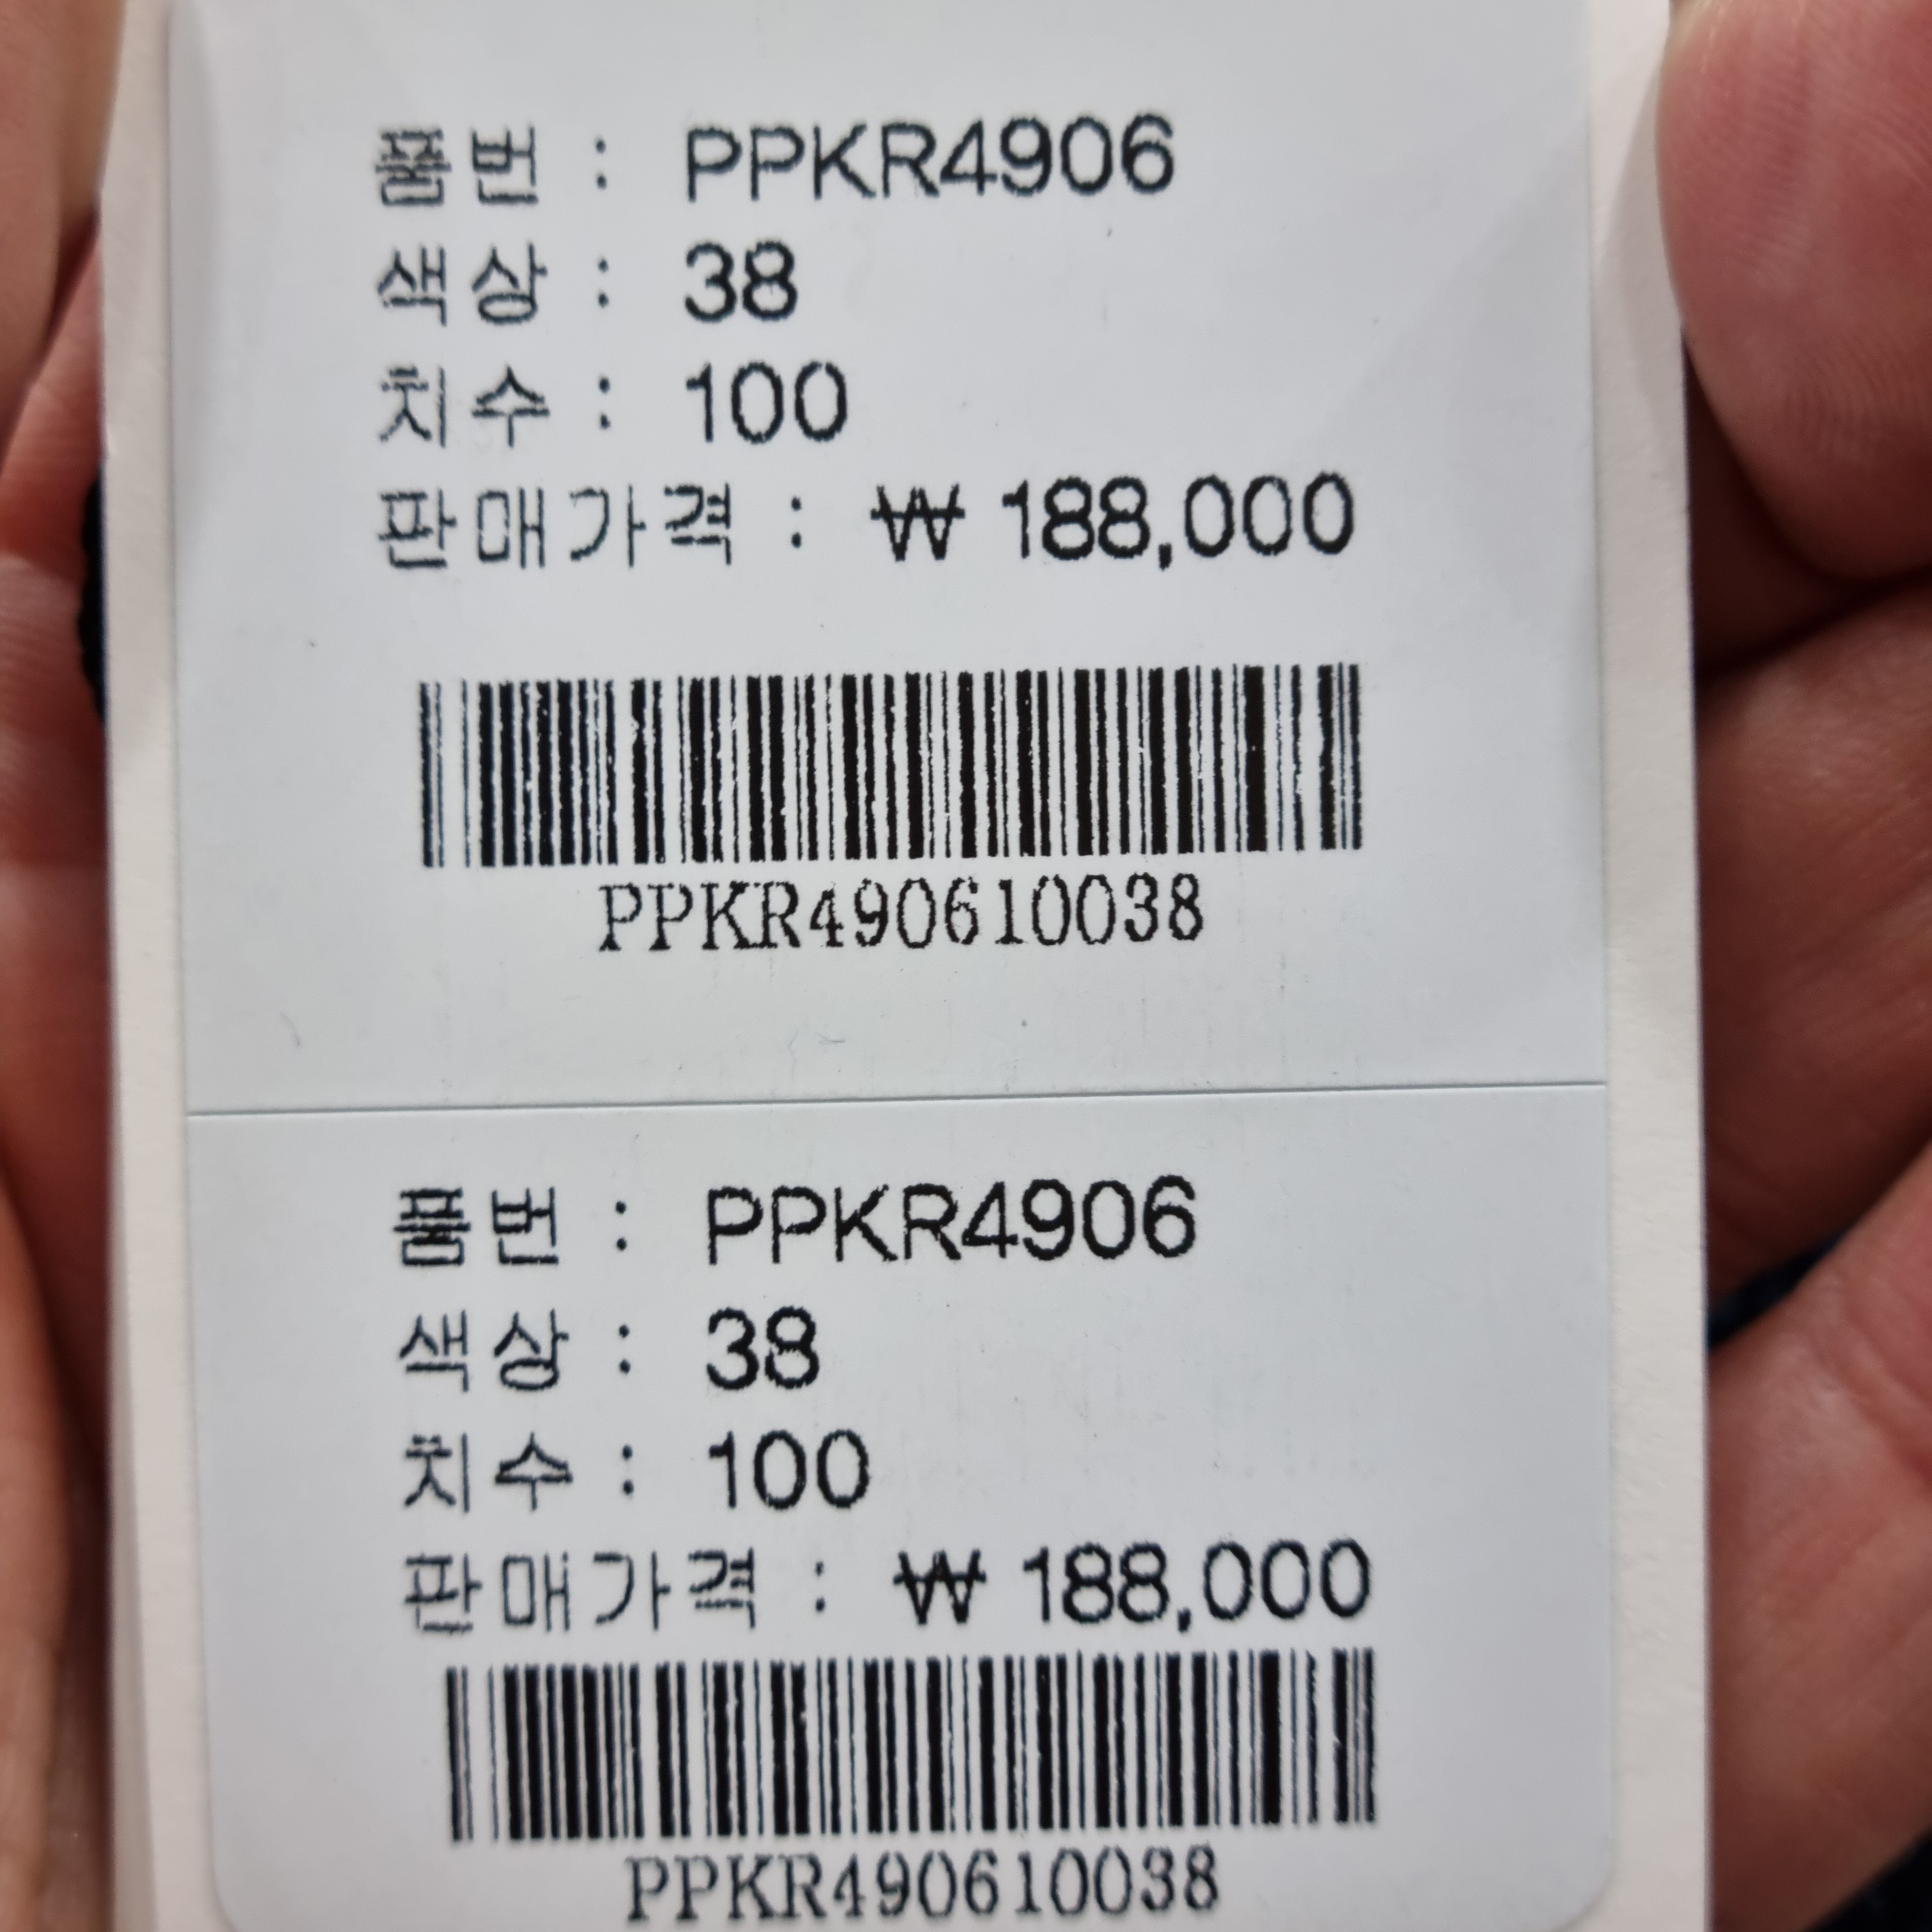 품번 : PPKR4906
색상 : 38
치수 : 100
판매가격 : ₩ 188,000
PPKR490610038
품번 : PPKR4906
색상 : 38
치수 : 100
판매가격 : ₩ 188,000
PPKR490610038